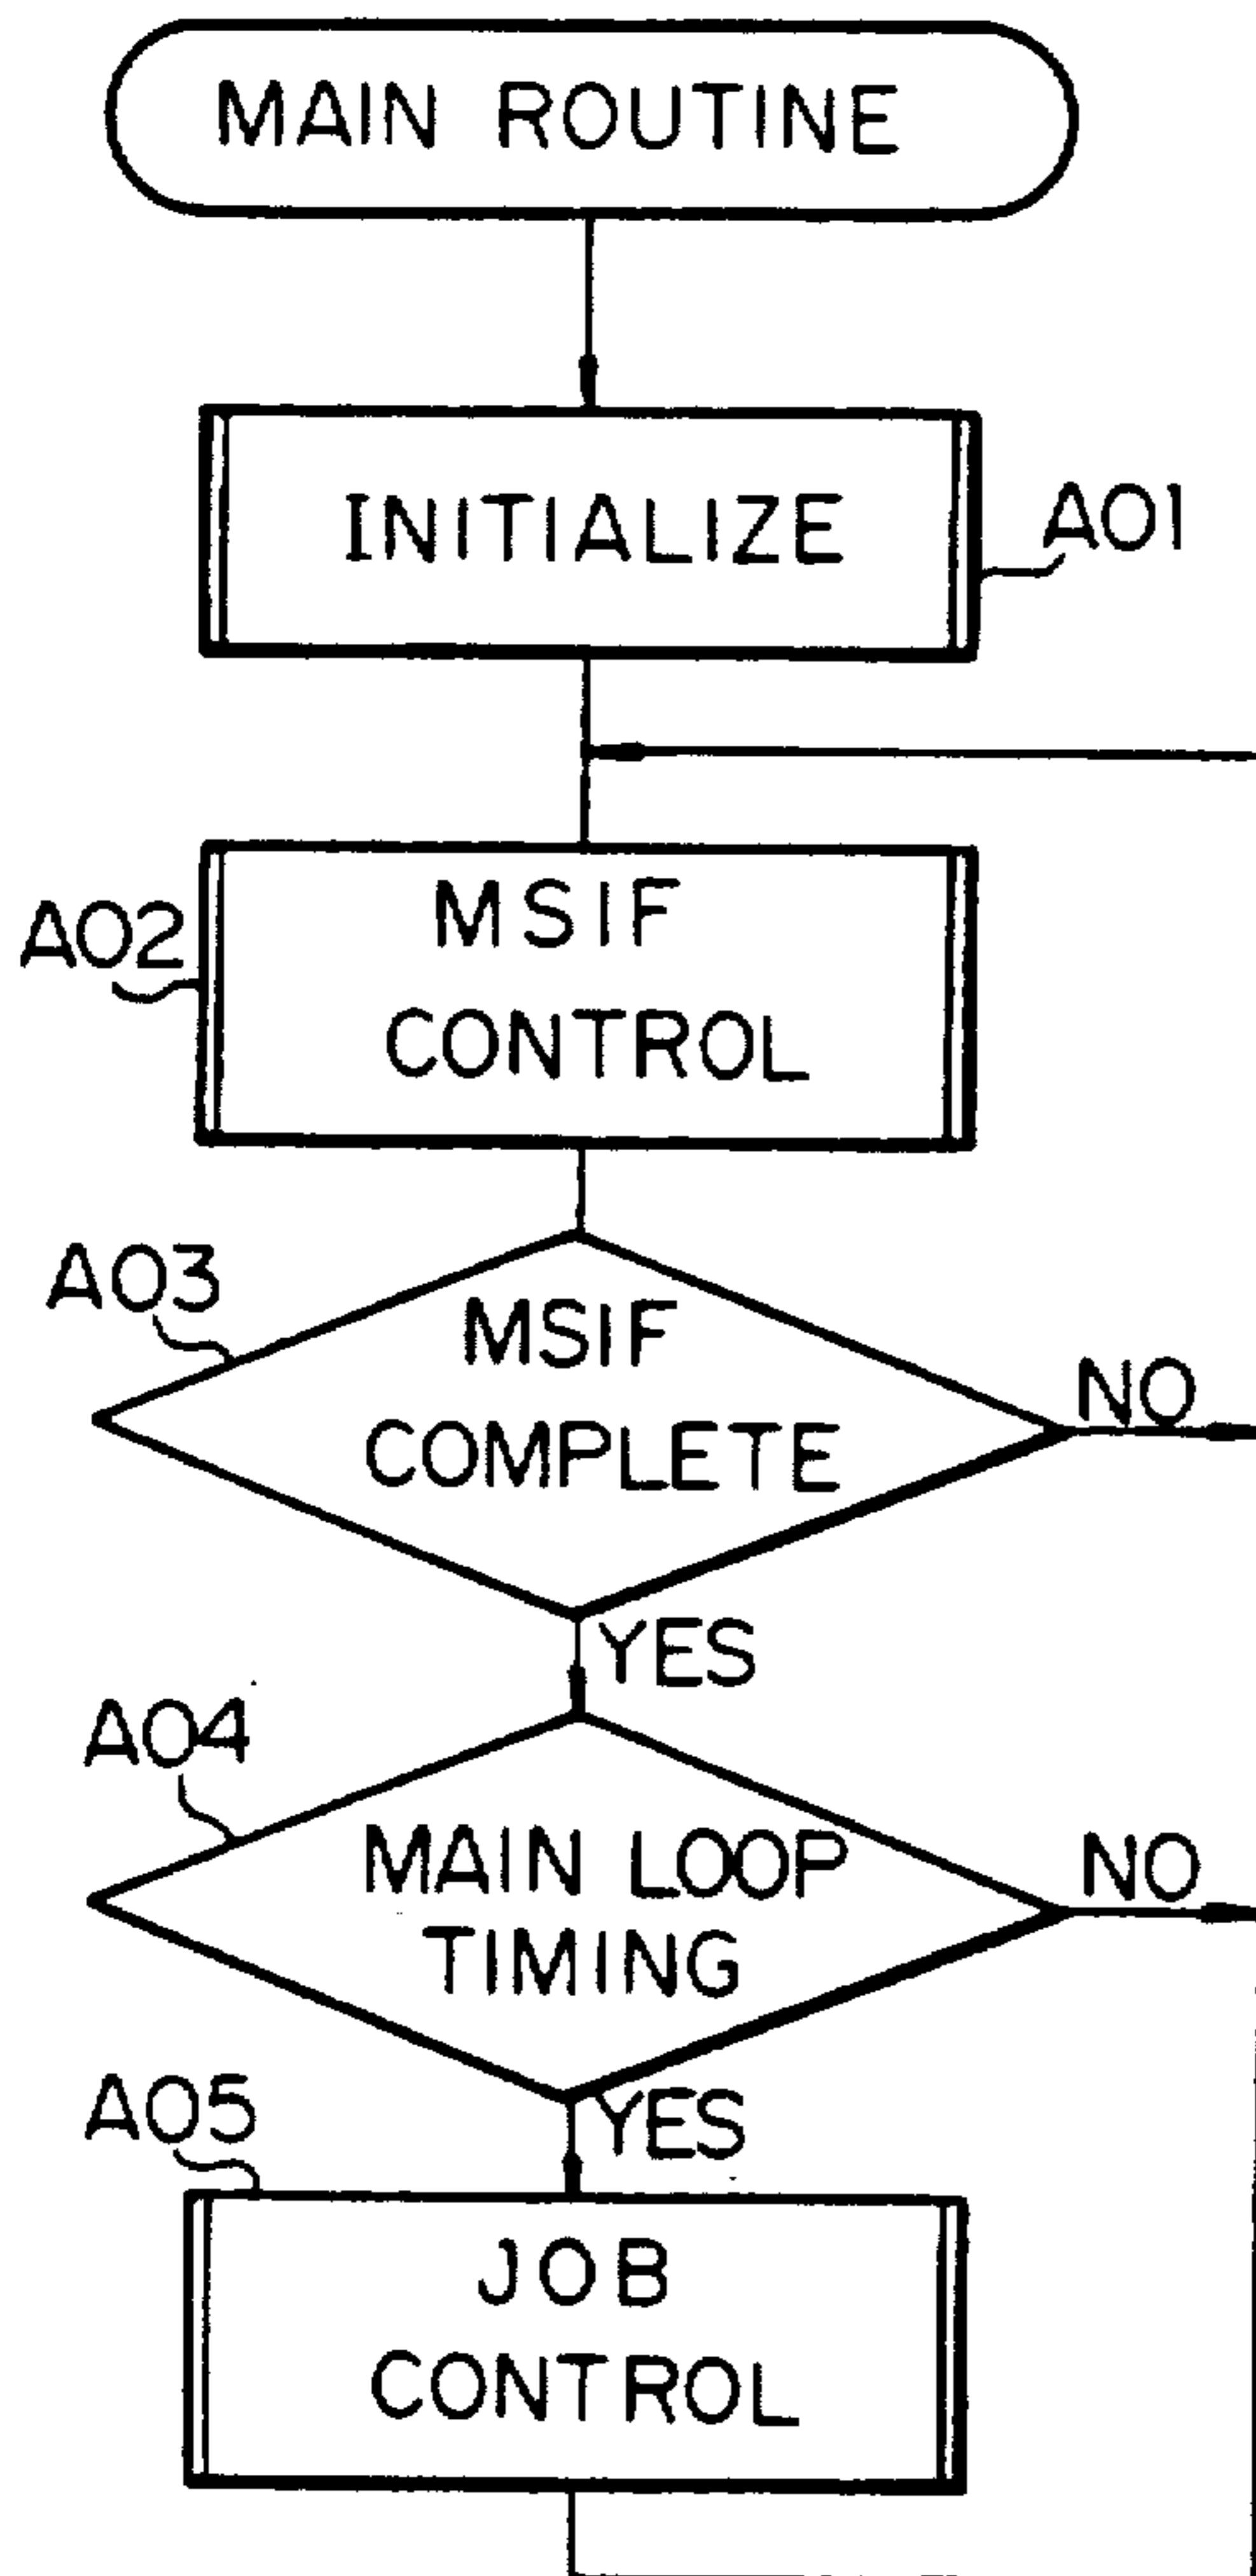 MAIN ROUTINE
INITIALIZE
A01
A02
MSIF
CONTROL
A03
MSIF
COMPLETE
NO
YES
A04
MAIN LOOP
TIMING
NO
YES
A05
JOB
CONTROL